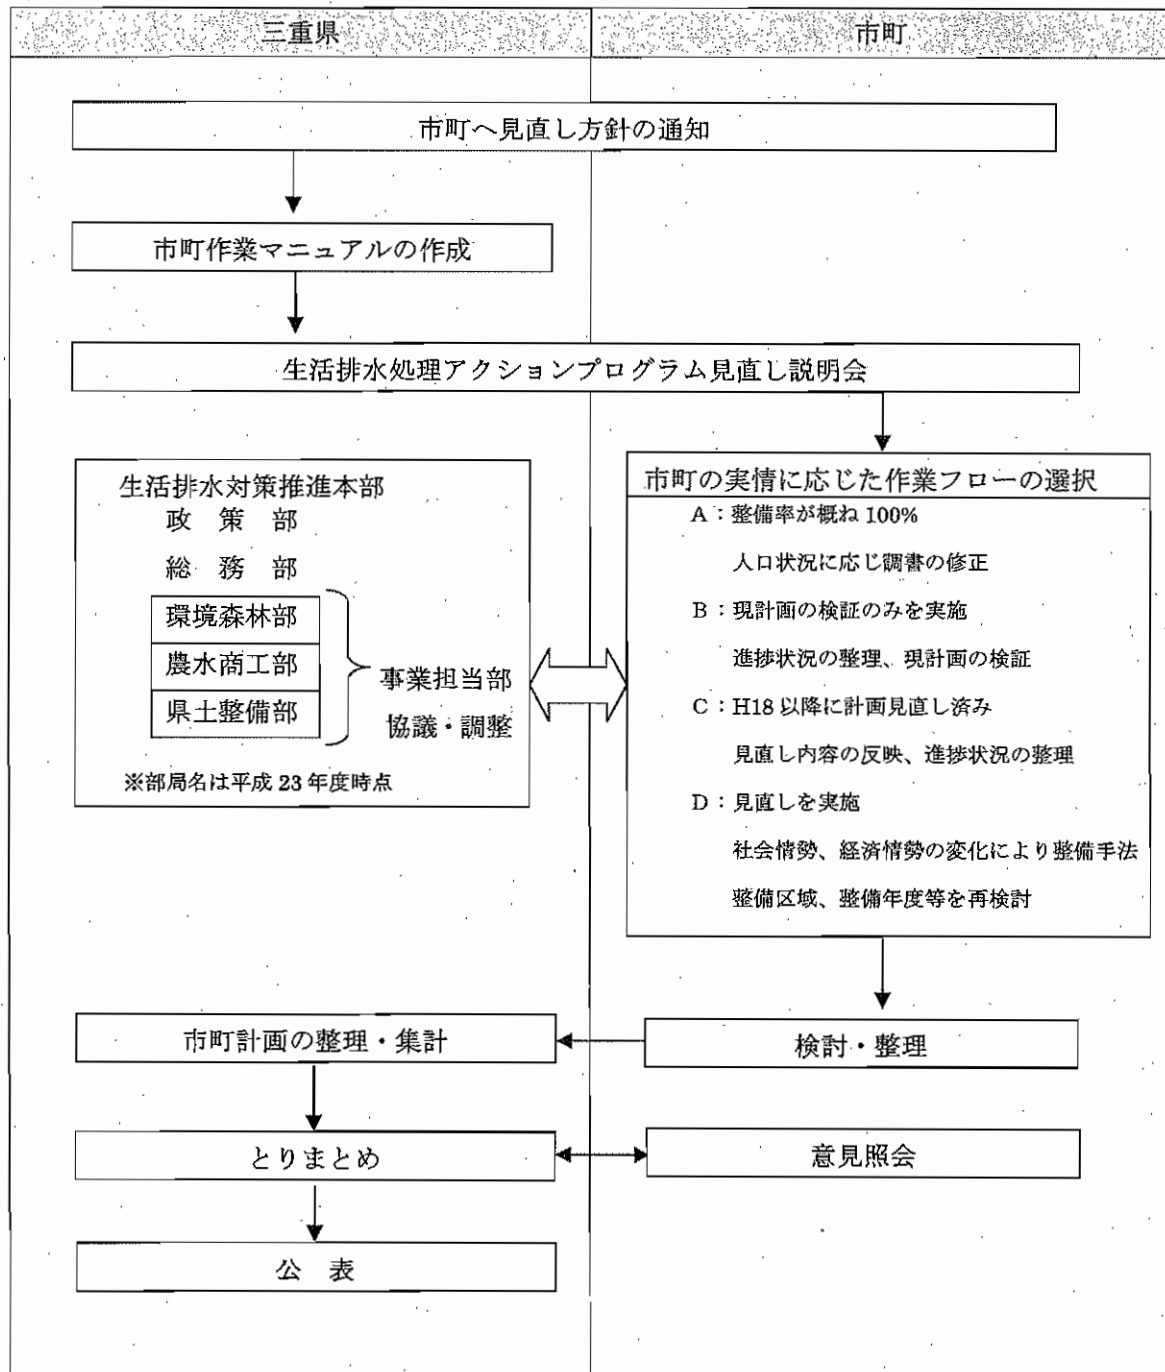 三重県
市町
市町へ見直し方針の通知
市町作業マニュアルの作成
生活排水処理アクションプログラム見直し説明会
生活排水対策推進本部
政 策 部
総 務 部
環境森林部
農水商工部
県土整備部
事業担当部
協議・調整
※部局名は平成 23 年度時点
市町の実情に応じた作業フローの選択
A:整備率が概ね 100%
人口状況に応じ調書の修正
B:現計画の検証のみを実施
進捗状況の整理、現計画の検証
C:H18 以降に計画見直し済み
見直し内容の反映、進捗状況の整理
D:見直しを実施
社会情勢、経済情勢の変化により整備手法
整備区域、整備年度等を再検討
市町計画の整理・集計
検討・整理
とりまとめ
意見照会
公 表